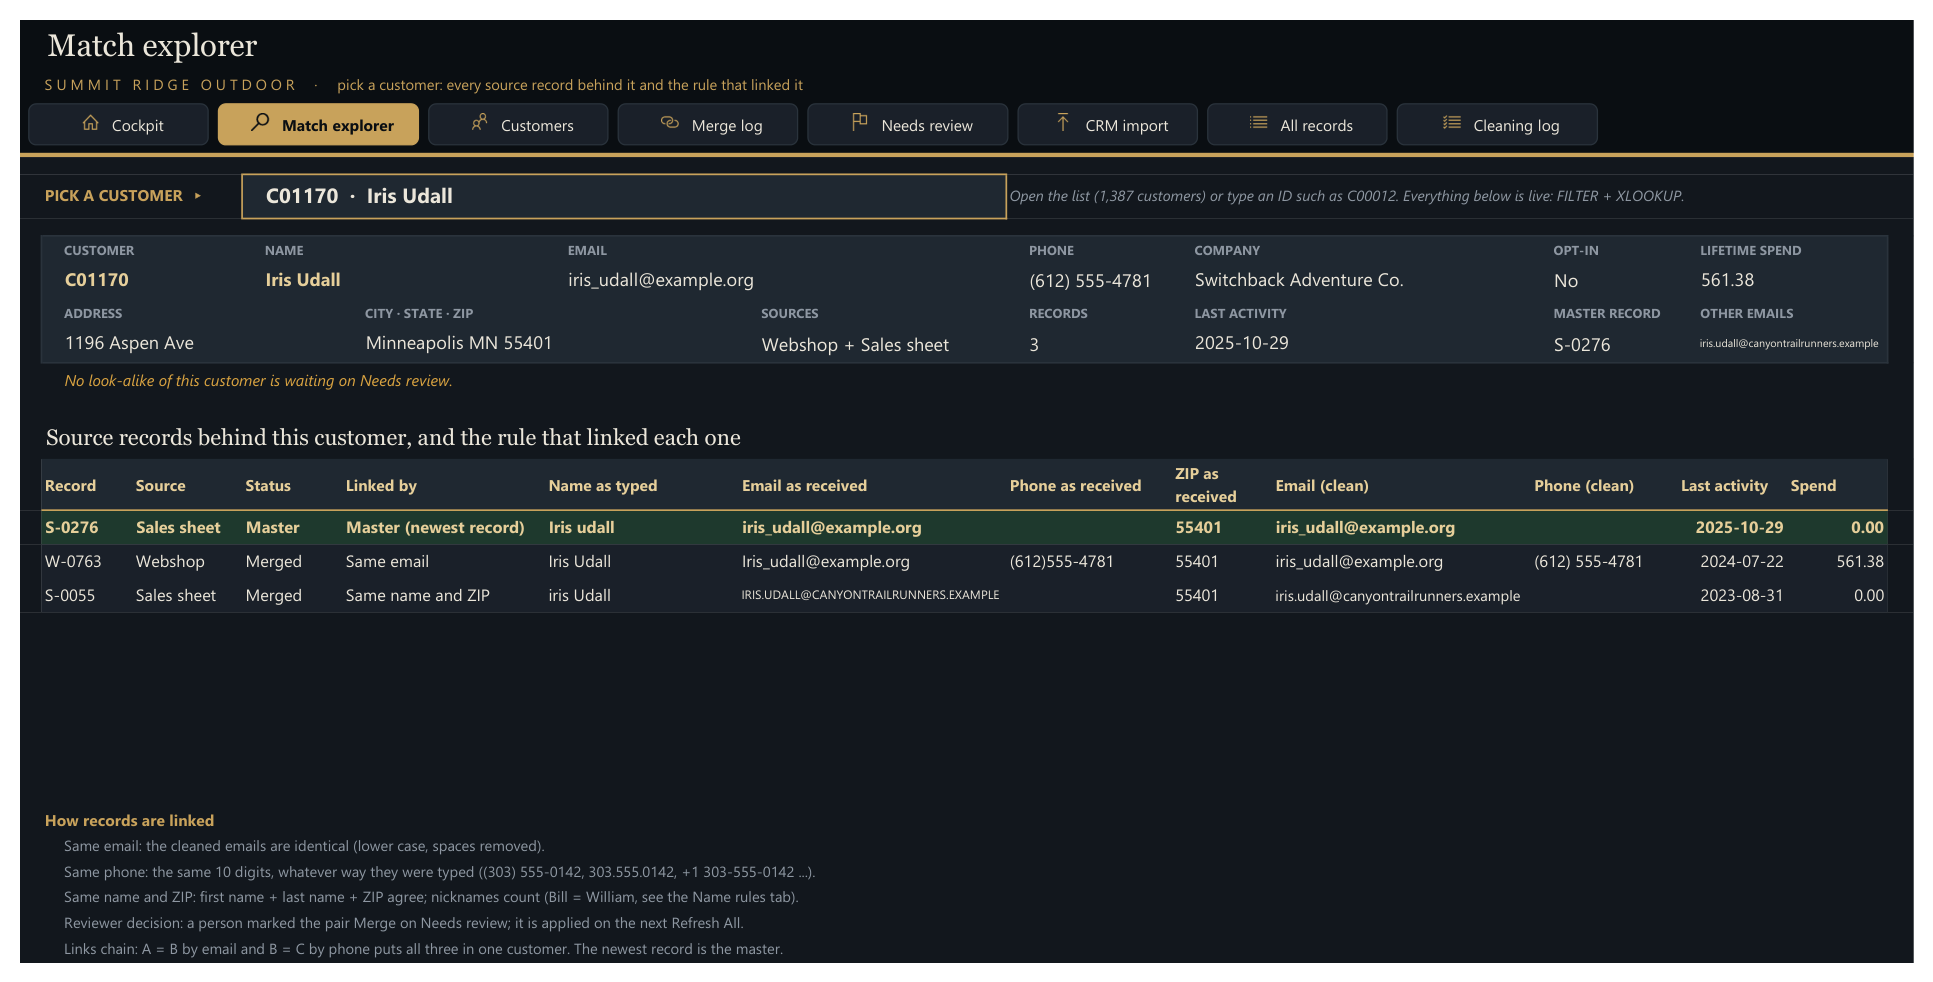 Match explorer
SUMMIT RIDGE OUTDOOR · pick a customer: every source record behind it and the rule that linked it
Cockpit Match explorer Customers Merge log Needs review CRM import All records Cleaning log
PICK A CUSTOMER ▸ C01170 · Iris Udall Open the list (1,387 customers) or type an ID such as C00012. Everything below is live: FILTER + XLOOKUP.
CUSTOMER NAME EMAIL PHONE COMPANY OPT-IN LIFETIME SPEND
C01170 Iris Udall iris_udall@example.org (612) 555-4781 Switchback Adventure Co. No 561.38
ADDRESS CITY · STATE · ZIP SOURCES RECORDS LAST ACTIVITY MASTER RECORD OTHER EMAILS
1196 Aspen Ave Minneapolis MN 55401 Webshop + Sales sheet 3 2025-10-29 S-0276 iris.udall@canyontrailrunners.example
No look-alike of this customer is waiting on Needs review.
Source records behind this customer, and the rule that linked each one
Record Source Status Linked by Name as typed Email as received Phone as received ZIP as received Email (clean) Phone (clean) Last activity Spend
S-0276 Sales sheet Master Master (newest record) Iris udall iris_udall@example.org 55401 iris_udall@example.org 2025-10-29 0.00
W-0763 Webshop Merged Same email Iris Udall Iris_udall@example.org (612)555-4781 55401 iris_udall@example.org (612) 555-4781 2024-07-22 561.38
S-0055 Sales sheet Merged Same name and ZIP iris Udall IRIS.UDALL@CANYONTRAILRUNNERS.EXAMPLE 55401 iris.udall@canyontrailrunners.example 2023-08-31 0.00
How records are linked
Same email: the cleaned emails are identical (lower case, spaces removed).
Same phone: the same 10 digits, whatever way they were typed ((303) 555-0142, 303.555.0142, +1 303-555-0142 ...).
Same name and ZIP: first name + last name + ZIP agree; nicknames count (Bill = William, see the Name rules tab).
Reviewer decision: a person marked the pair Merge on Needs review; it is applied on the next Refresh All.
Links chain: A = B by email and B = C by phone puts all three in one customer. The newest record is the master.